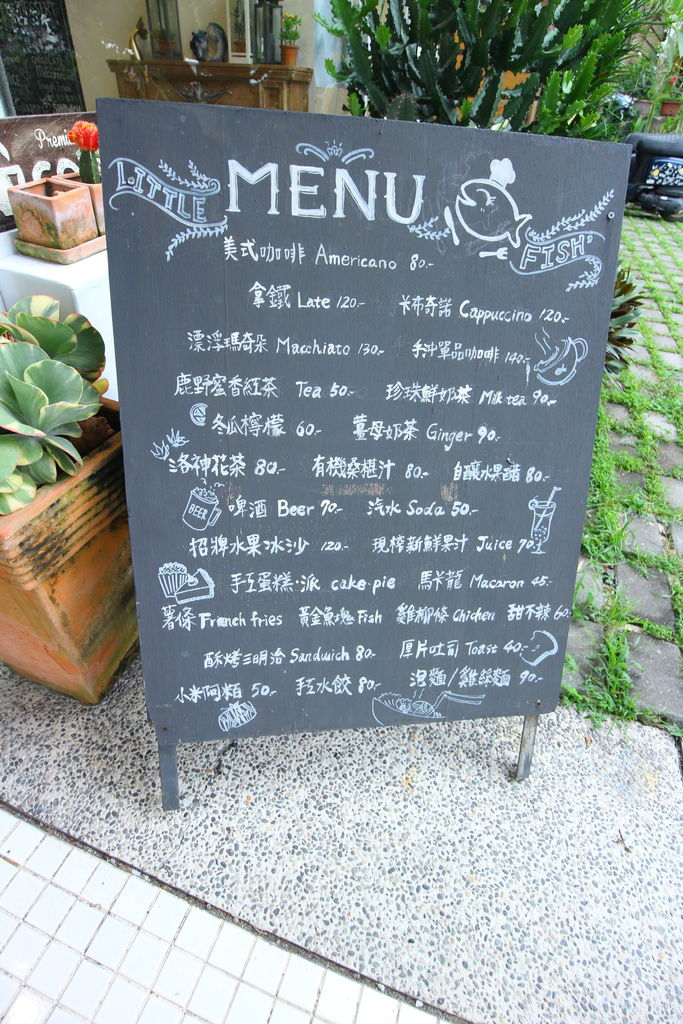 Premi
LITTLE MENU FISH'
美式咖啡 Americano 80.-
拿鐵 Late 120.- 卡布奇諾 Cappuccino 120.-
漂浮瑪奇朵 Macchiato 130.- 手沖單品咖啡 140.-
鹿野蜜香紅茶 Tea 50.- 珍珠鮮奶茶 Milk tea 90.-
冬瓜檸檬 60.- 薑母奶茶 Ginger 90.-
洛神花茶 80.- 有機桑椹汁 80.- 自釀水果醋 80.-
BEER 啤酒 Beer 70.- 汽水 Soda 50.-
招牌水果冰沙 120.- 現榨新鮮果汁 Juice 70.-
手工蛋糕·派 cake·pie 馬卡龍 Macaron 45.-
薯條 French fries 黃金魚塊 Fish 雞柳條 Chicken 甜不辣 60.
酥烤三明治 Sandwich 80.- 厚片吐司 Toast 40.-
小米阿粨 50.- 手工水餃 80.- 泡麵/雞絲麵 90.-